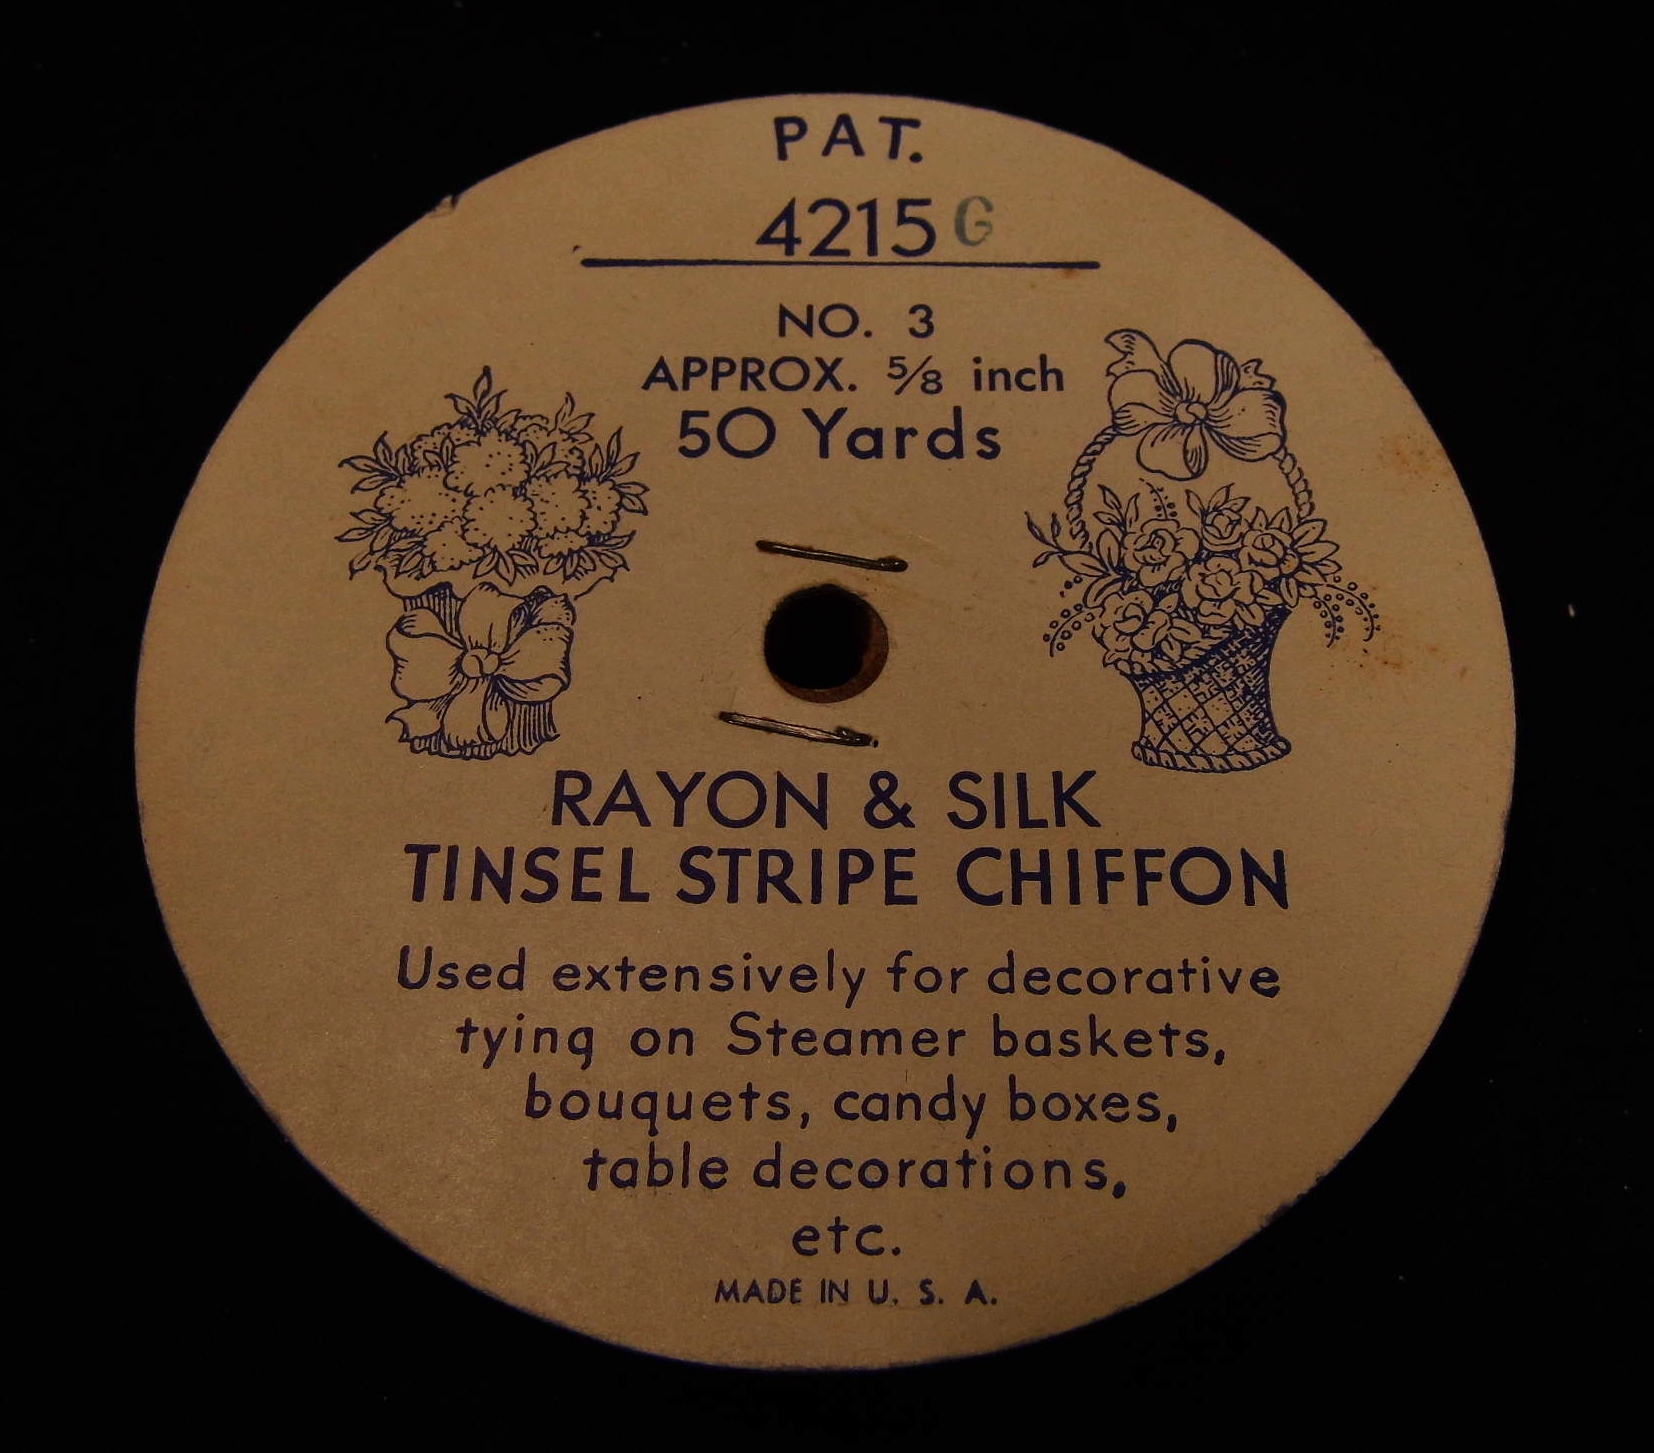 PAT.
4215 G
NO. 3
APPROX. 5/8 inch
50 Yards
RAYON & SILK
TINSEL STRIPE CHIFFON
Used extensively for decorative
tying on Steamer baskets,
bouquets, candy boxes,
table decorations,
etc.
MADE IN U. S. A.